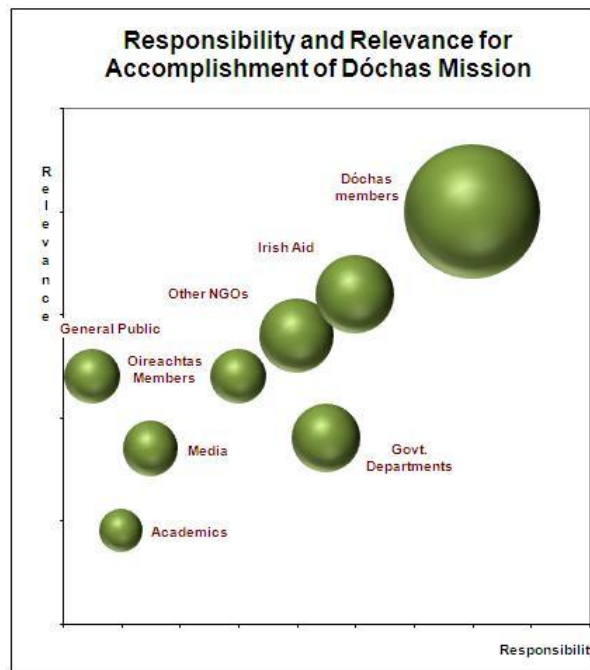 Responsibility and Relevance for
Accomplishment of Dóchas Mission
Relevance
Dóchas
members
Irish Aid
Other NGOs
General Public
Oireachtas
Members
Media
Govt.
Departments
Academics
Responsibilit